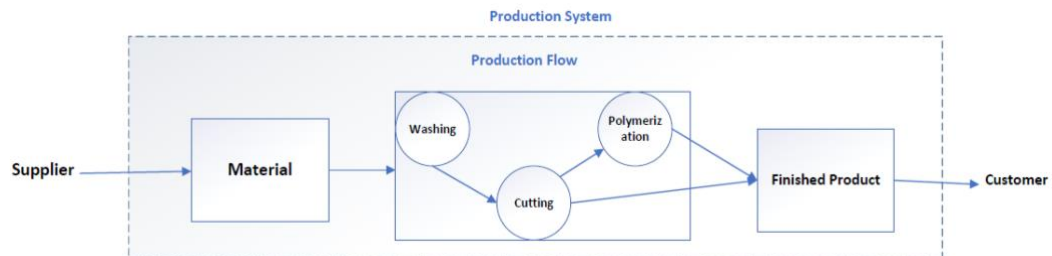 Production System
Production Flow
Supplier
Material
Washing
Cutting
Polymeriz
ation
Finished Product
Customer